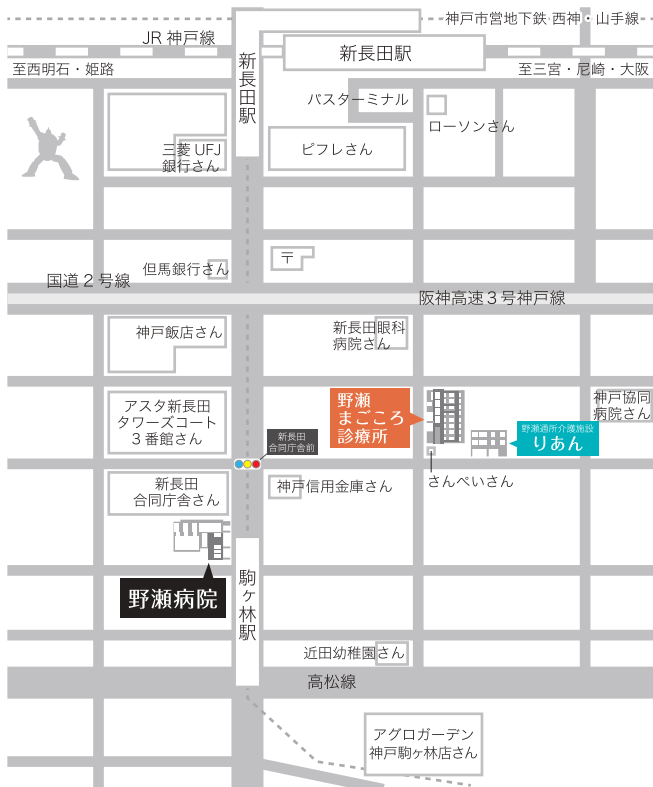 神戸市営地下鉄 西神・山手線
JR 神戸線
新長田駅
新長田駅
至西明石・姫路
至三宮・尼崎・大阪
バスターミナル
ローソンさん
三菱 UFJ
銀行さん
ピフレさん
〒
但馬銀行さん
国道2号線
阪神高速3号神戸線
神戸飯店さん
新長田眼科
病院さん
野瀬
まごころ
診療所
神戸協同
病院さん
アスタ新長田
タワーズコート
3番館さん
新長田
合同庁舎前
野瀬通所介護施設
りあん
さんぺいさん
新長田
合同庁舎さん
神戸信用金庫さん
野瀬病院
駒ヶ林駅
近田幼稚園さん
高松線
アグロガーデン
神戸駒ヶ林店さん